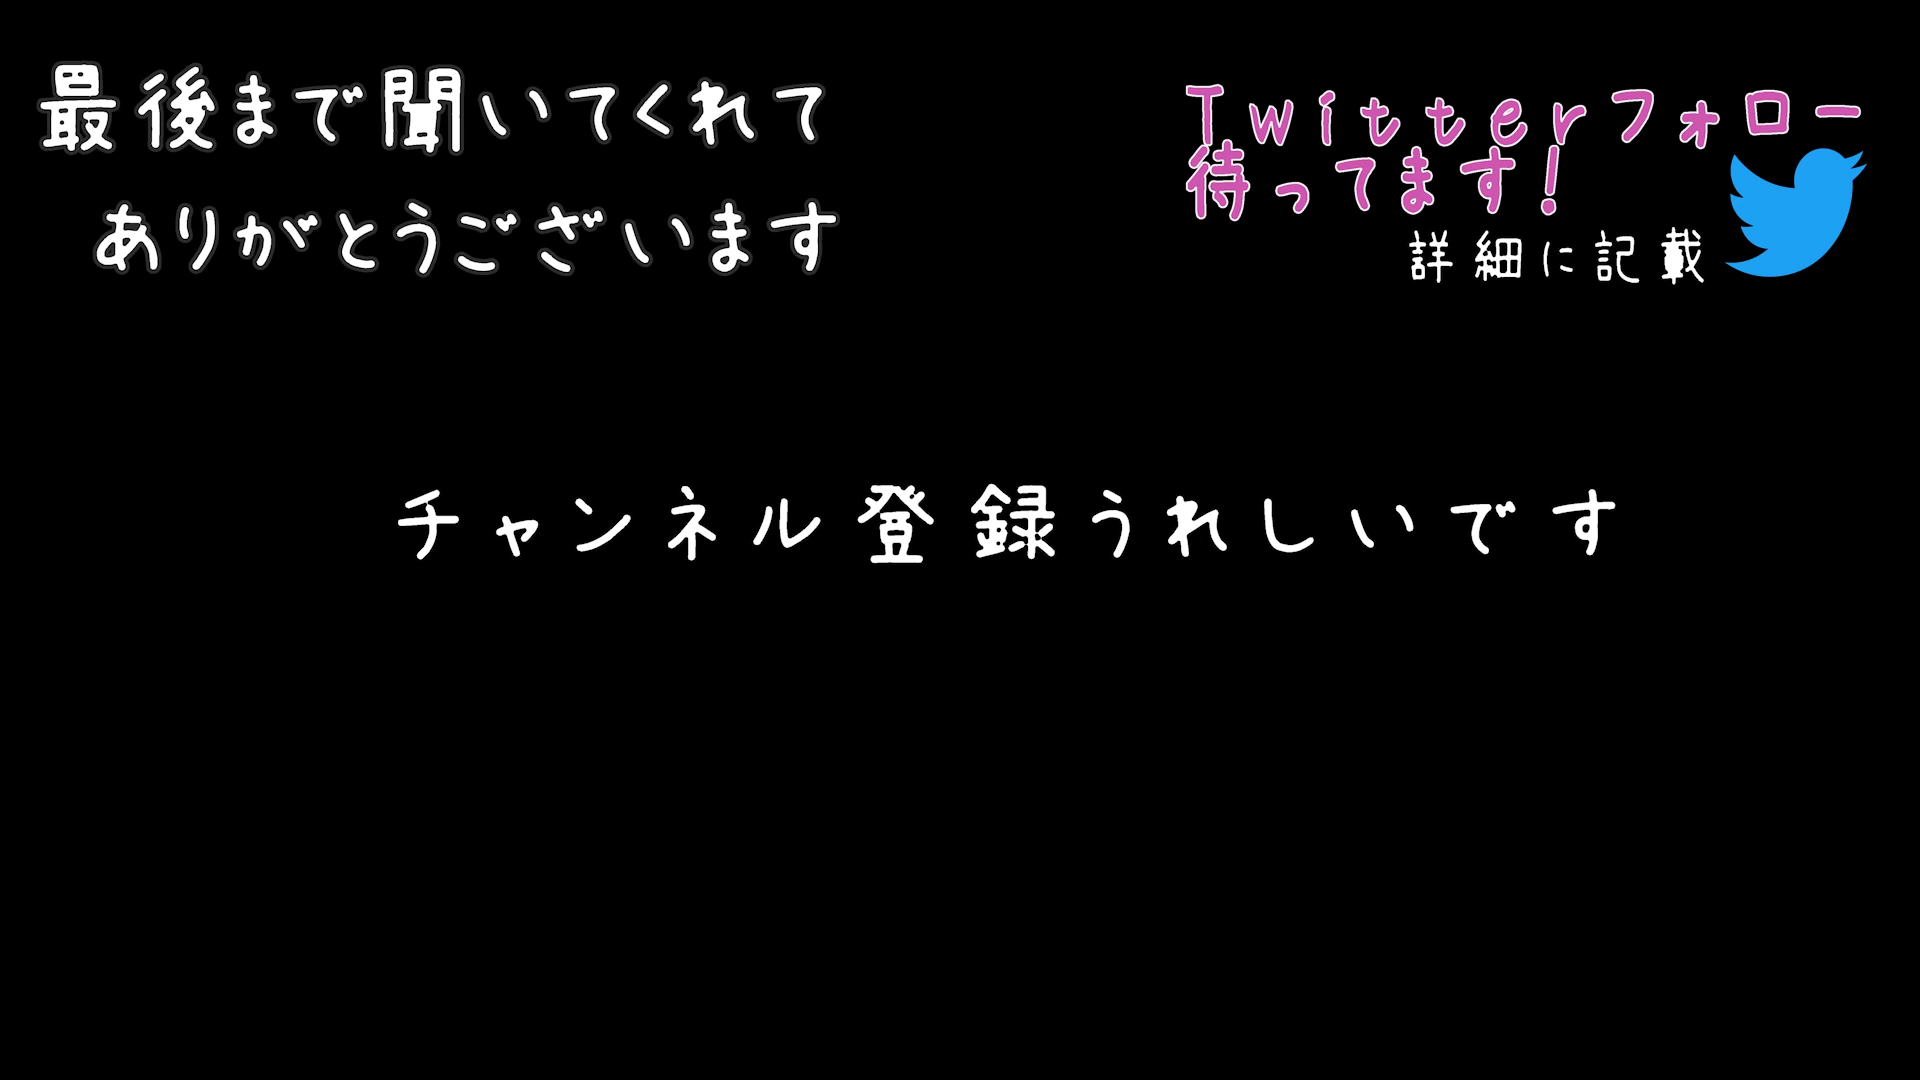 最後まで聞いてくれて
ありがとうございます
Twitterフォロー
待ってます!
詳細に記載
チャンネル登録うれしいです